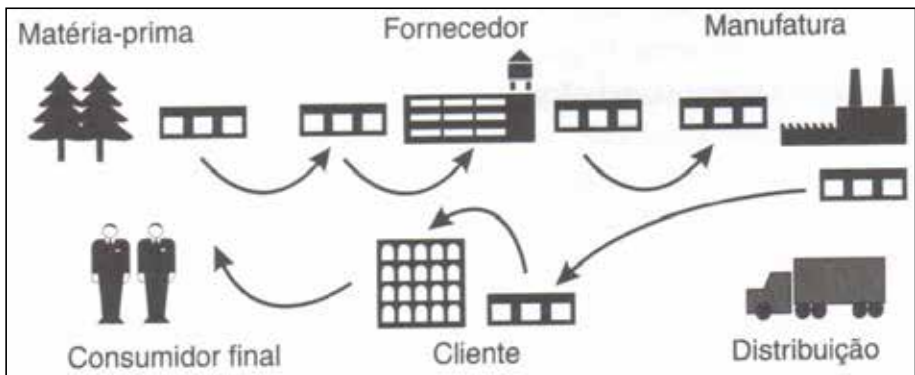 Matéria-prima
Fornecedor
Manufatura
Consumidor final
Cliente
Distribuição